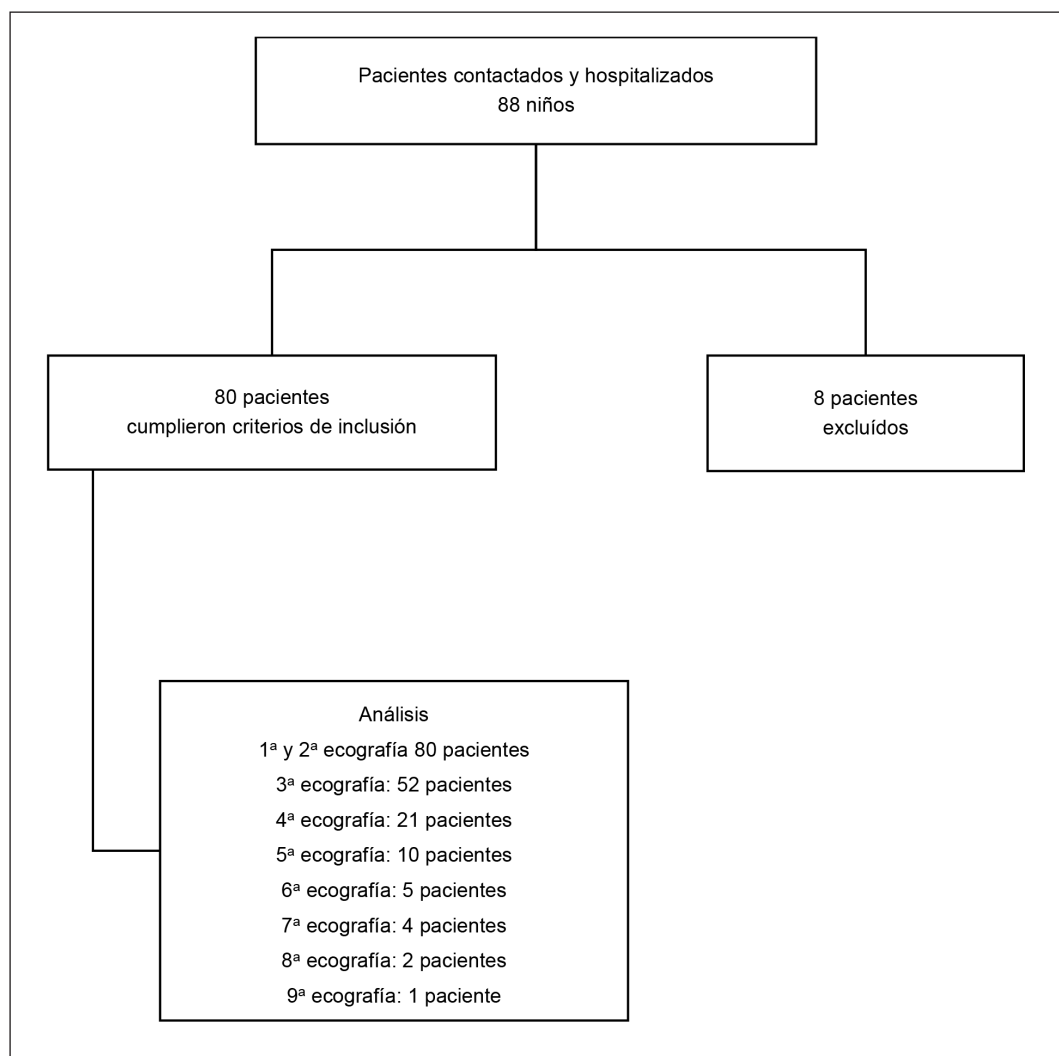 Pacientes contactados y hospitalizados
88 niños
80 pacientes
cumplieron criterios de inclusión
8 pacientes
excluídos
Análisis
1ª y 2ª ecografía 80 pacientes
3ª ecografía: 52 pacientes
4ª ecografía: 21 pacientes
5ª ecografía: 10 pacientes
6ª ecografía: 5 pacientes
7ª ecografía: 4 pacientes
8ª ecografía: 2 pacientes
9ª ecografía: 1 paciente